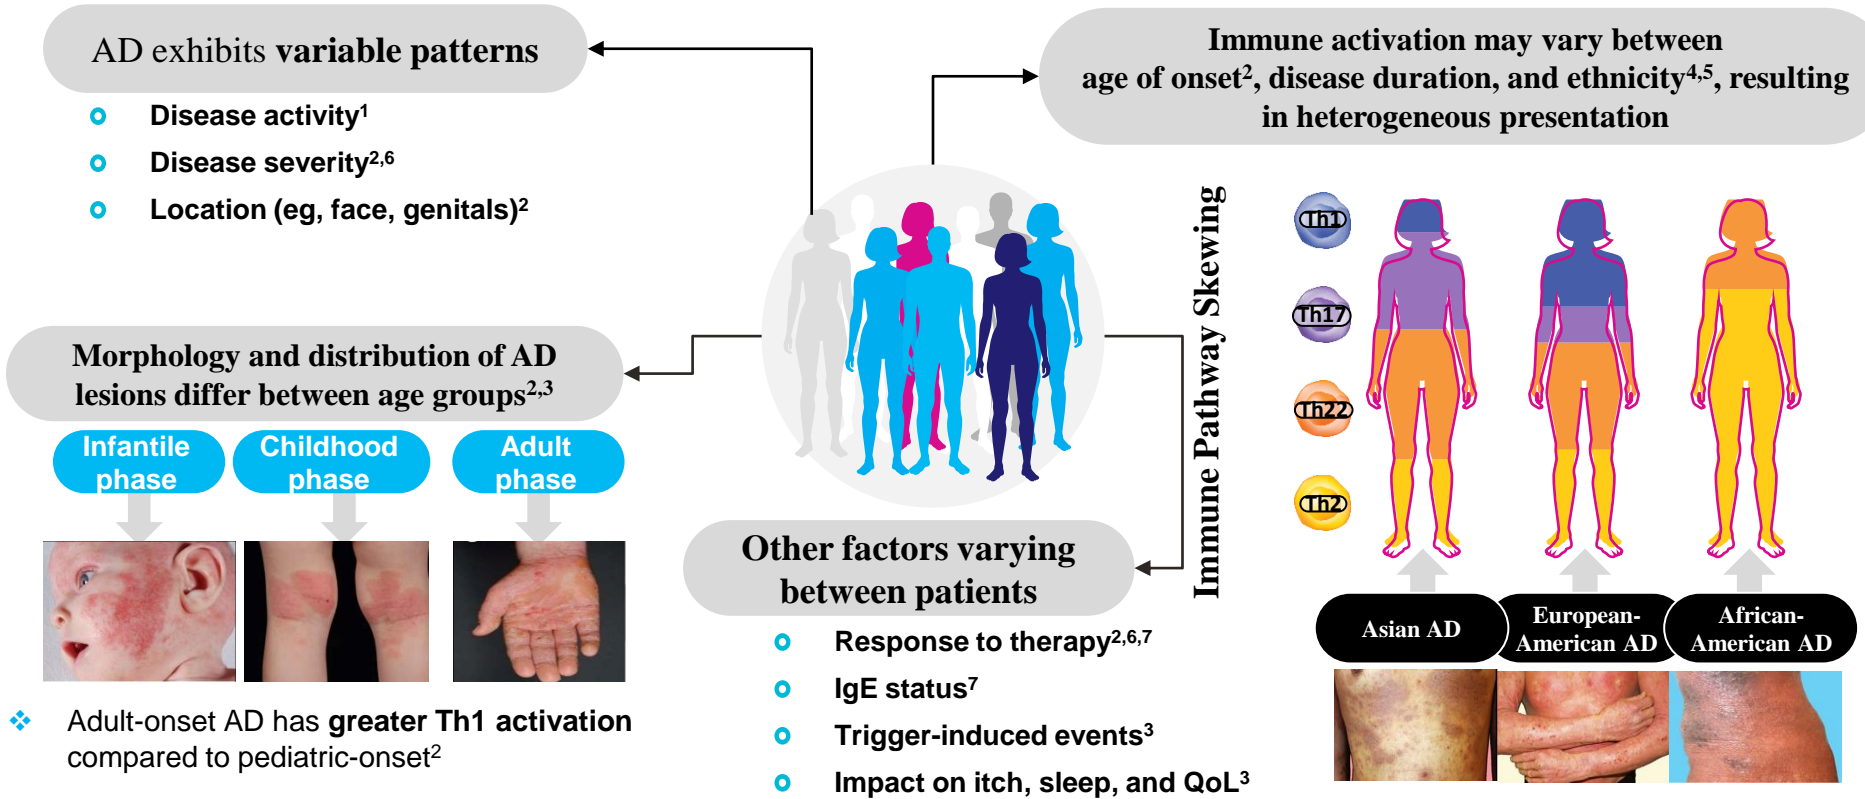 AD exhibits variable patterns
Disease activity¹
Disease severity²,⁶
Location (eg, face, genitals)²
Immune activation may vary between
age of onset², disease duration, and ethnicity⁴,⁵, resulting
in heterogeneous presentation
Morphology and distribution of AD
lesions differ between age groups²,³
Infantile
phase
Childhood
phase
Adult
phase
Adult-onset AD has greater Th1 activation
compared to pediatric-onset²
Other factors varying
between patients
Response to therapy²,⁶,⁷
IgE status⁷
Trigger-induced events³
Impact on itch, sleep, and QoL³
Immune Pathway Skewing
Th1
Th17
Th22
Th2
Asian AD
European-
American AD
African-
American AD